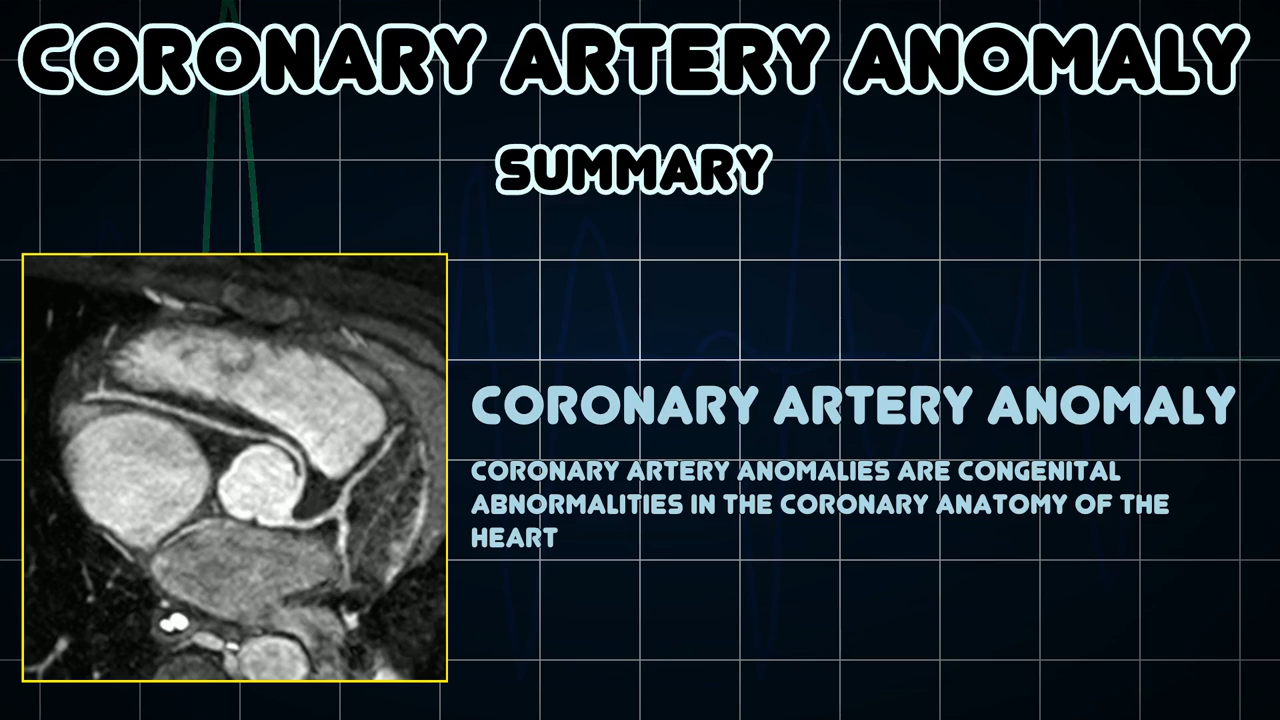 CORONARY ARTERY ANOMALY
SUMMARY
CORONARY ARTERY ANOMALY
CORONARY ARTERY ANOMALIES ARE CONGENITAL
ABNORMALITIES IN THE CORONARY ANATOMY OF THE
HEART